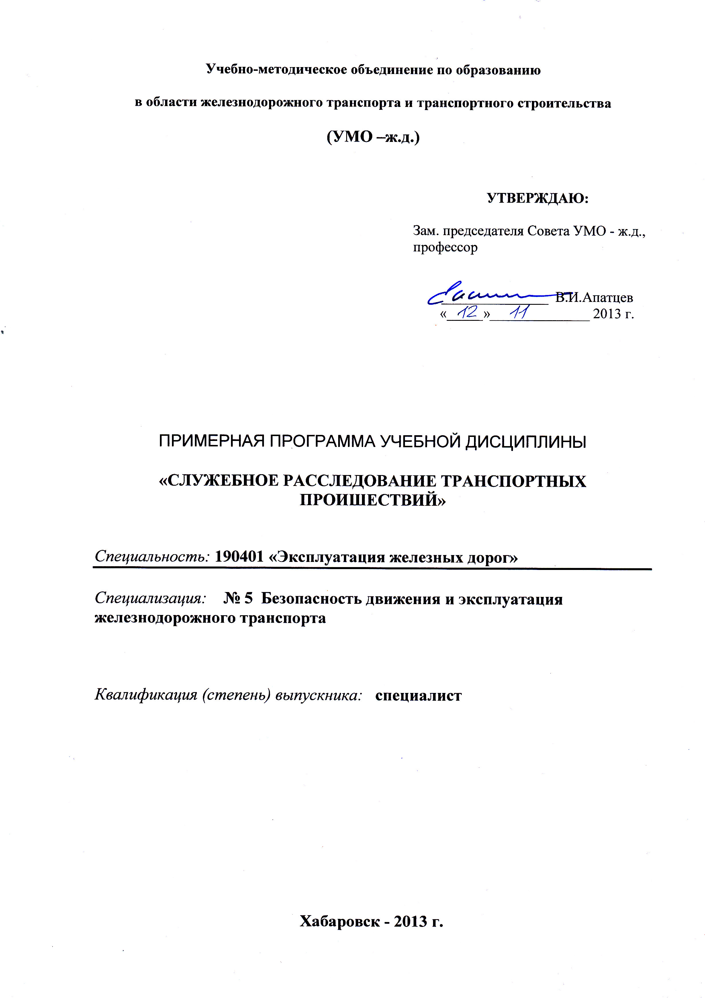 Учебно-методическое объединение по образованию
в области железнодорожного транспорта и транспортного строительства
(УМО –ж.д.)
УТВЕРЖДАЮ:
Зам. председателя Совета УМО - ж.д.,
профессор
В.И.Апатцев
«12» 11 2013 г.
ПРИМЕРНАЯ ПРОГРАММА УЧЕБНОЙ ДИСЦИПЛИНЫ
«СЛУЖЕБНОЕ РАССЛЕДОВАНИЕ ТРАНСПОРТНЫХ
ПРОИШЕСТВИЙ»
Специальность: 190401 «Эксплуатация железных дорог»
Специализация: № 5 Безопасность движения и эксплуатация
железнодорожного транспорта
Квалификация (степень) выпускника: специалист
Хабаровск - 2013 г.